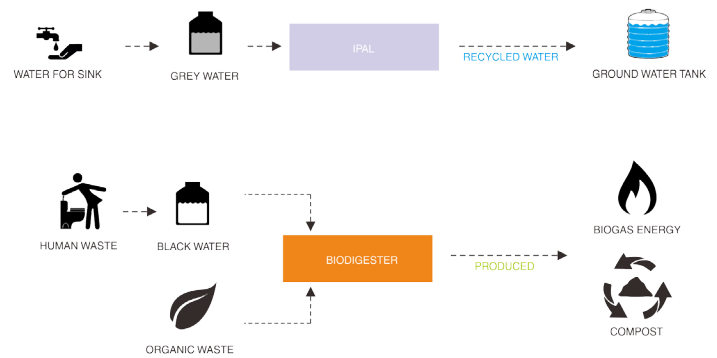 IPAL
RECYCLED WATER
WATER FOR SINK
GREY WATER
GROUND WATER TANK
HUMAN WASTE
BLACK WATER
BIODIGESTER
PRODUCED
BIOGAS ENERGY
ORGANIC WASTE
COMPOST